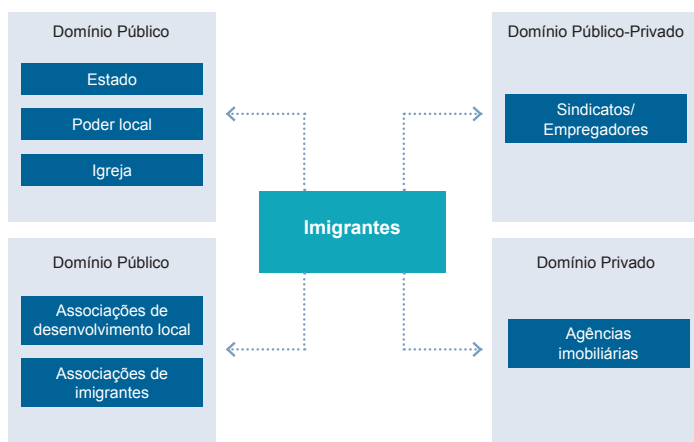 Domínio Público
Estado
Poder local
Igreja
Domínio Público-Privado
Sindicatos/
Empregadores
Imigrantes
Domínio Público
Associações de
desenvolvimento local
Associações de
imigrantes
Domínio Privado
Agências
imobiliárias